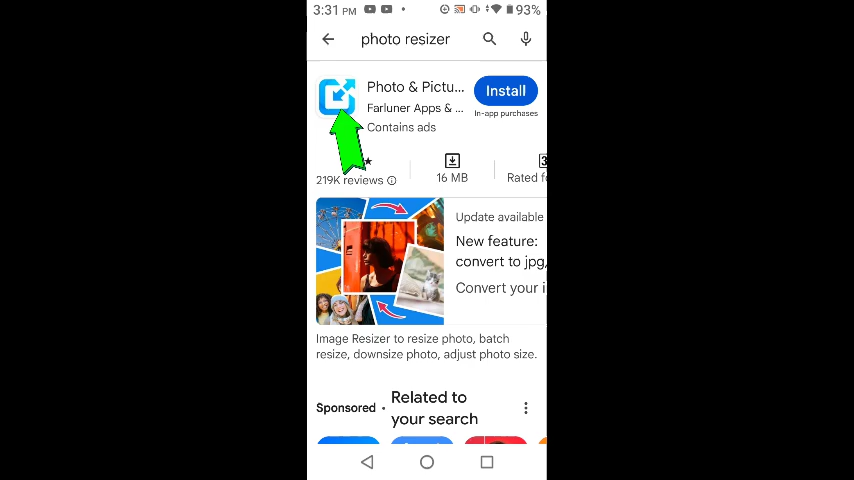 3:31 PM 93%
photo resizer
Photo & Pictu...
Install
Farluner Apps & ...
In-app purchases
Contains ads
219K reviews
16 MB
Rated fo
Update available
New feature:
convert to jpg,
Convert your i
Image Resizer to resize photo, batch
resize, downsize photo, adjust photo size.
Sponsored •
Related to
your search